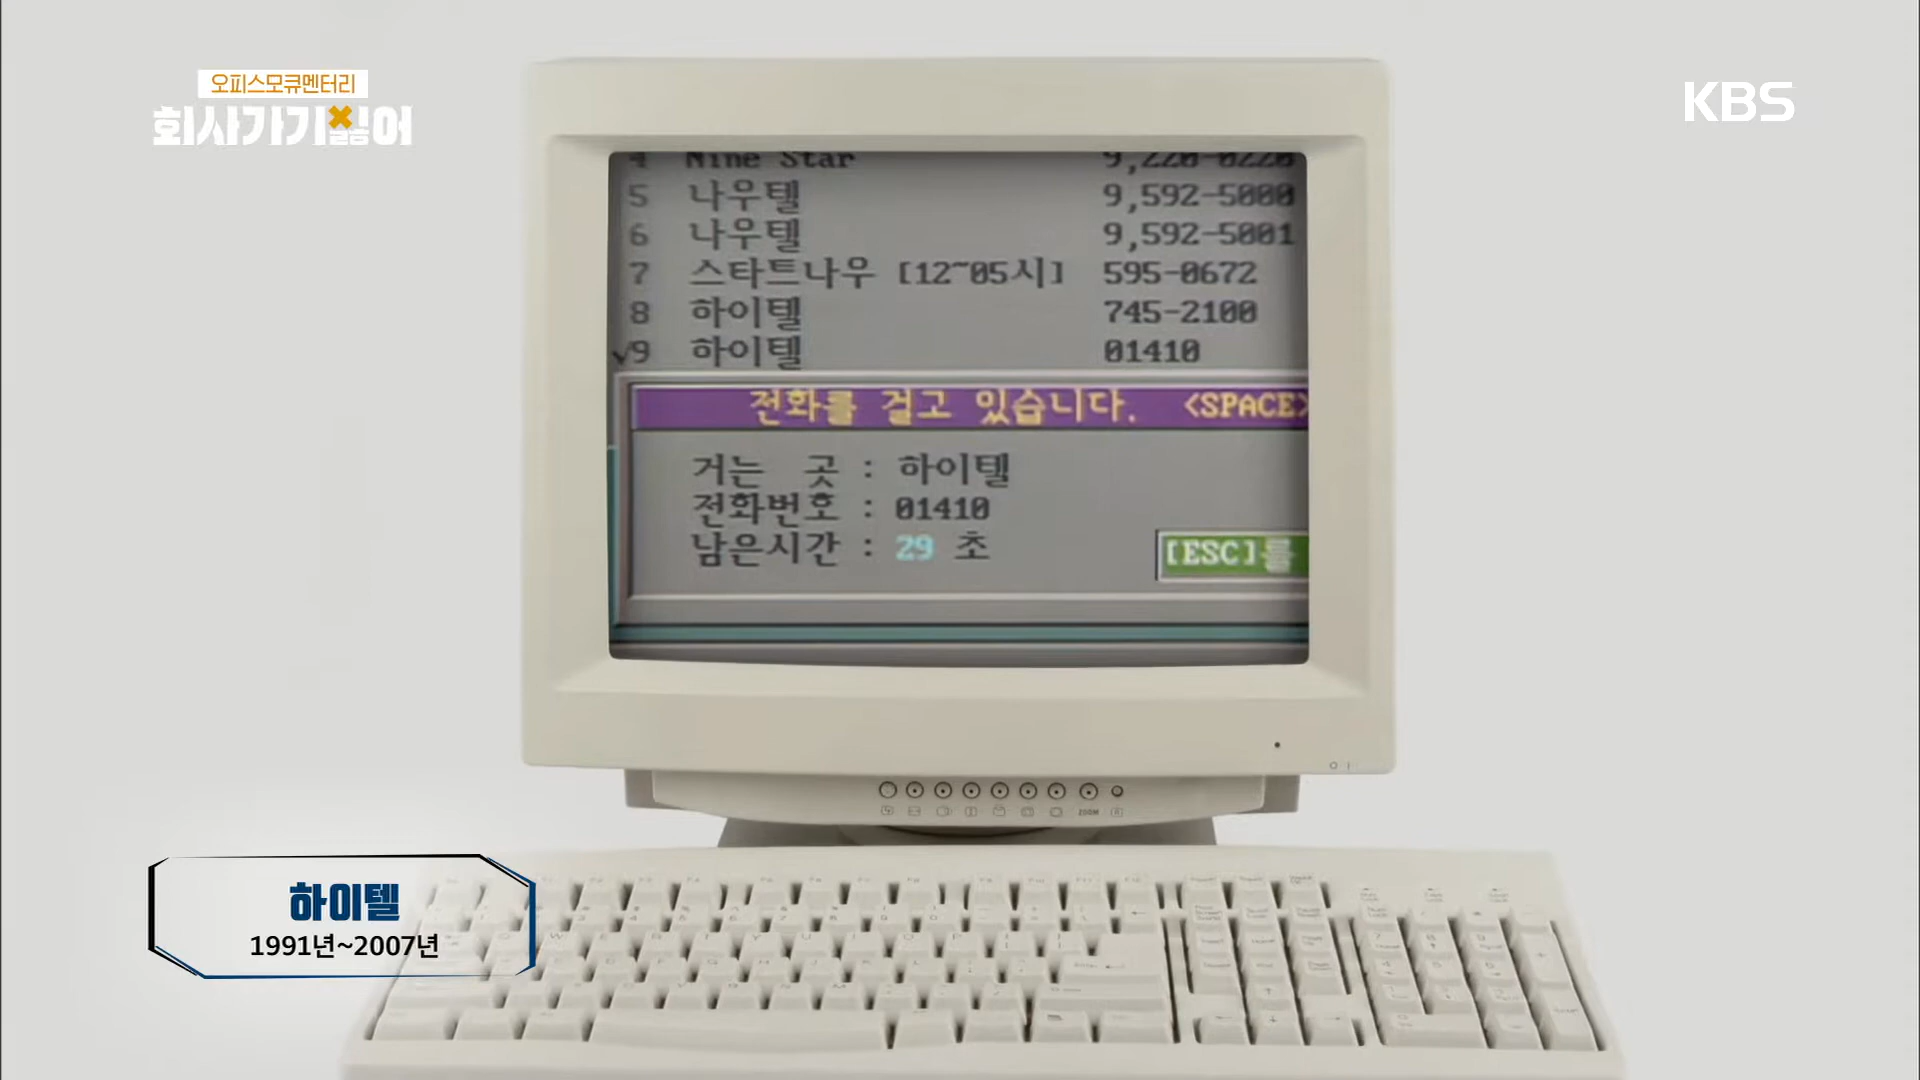 오피스모큐멘터리
회사가기싫어
KBS
4 Nine Star 9,220-0220
5 나우텔 9,592-5000
6 나우텔 9,592-5001
7 스타트나우 [12~05시] 595-0672
8 하이텔 745-2100
√9 하이텔 01410
전화를 걸고 있습니다. <SPACE>
거는 곳 : 하이텔
전화번호 : 01410
남은시간 : 29 초
[ESC]를
ZOOM
하이텔
1991년~2007년